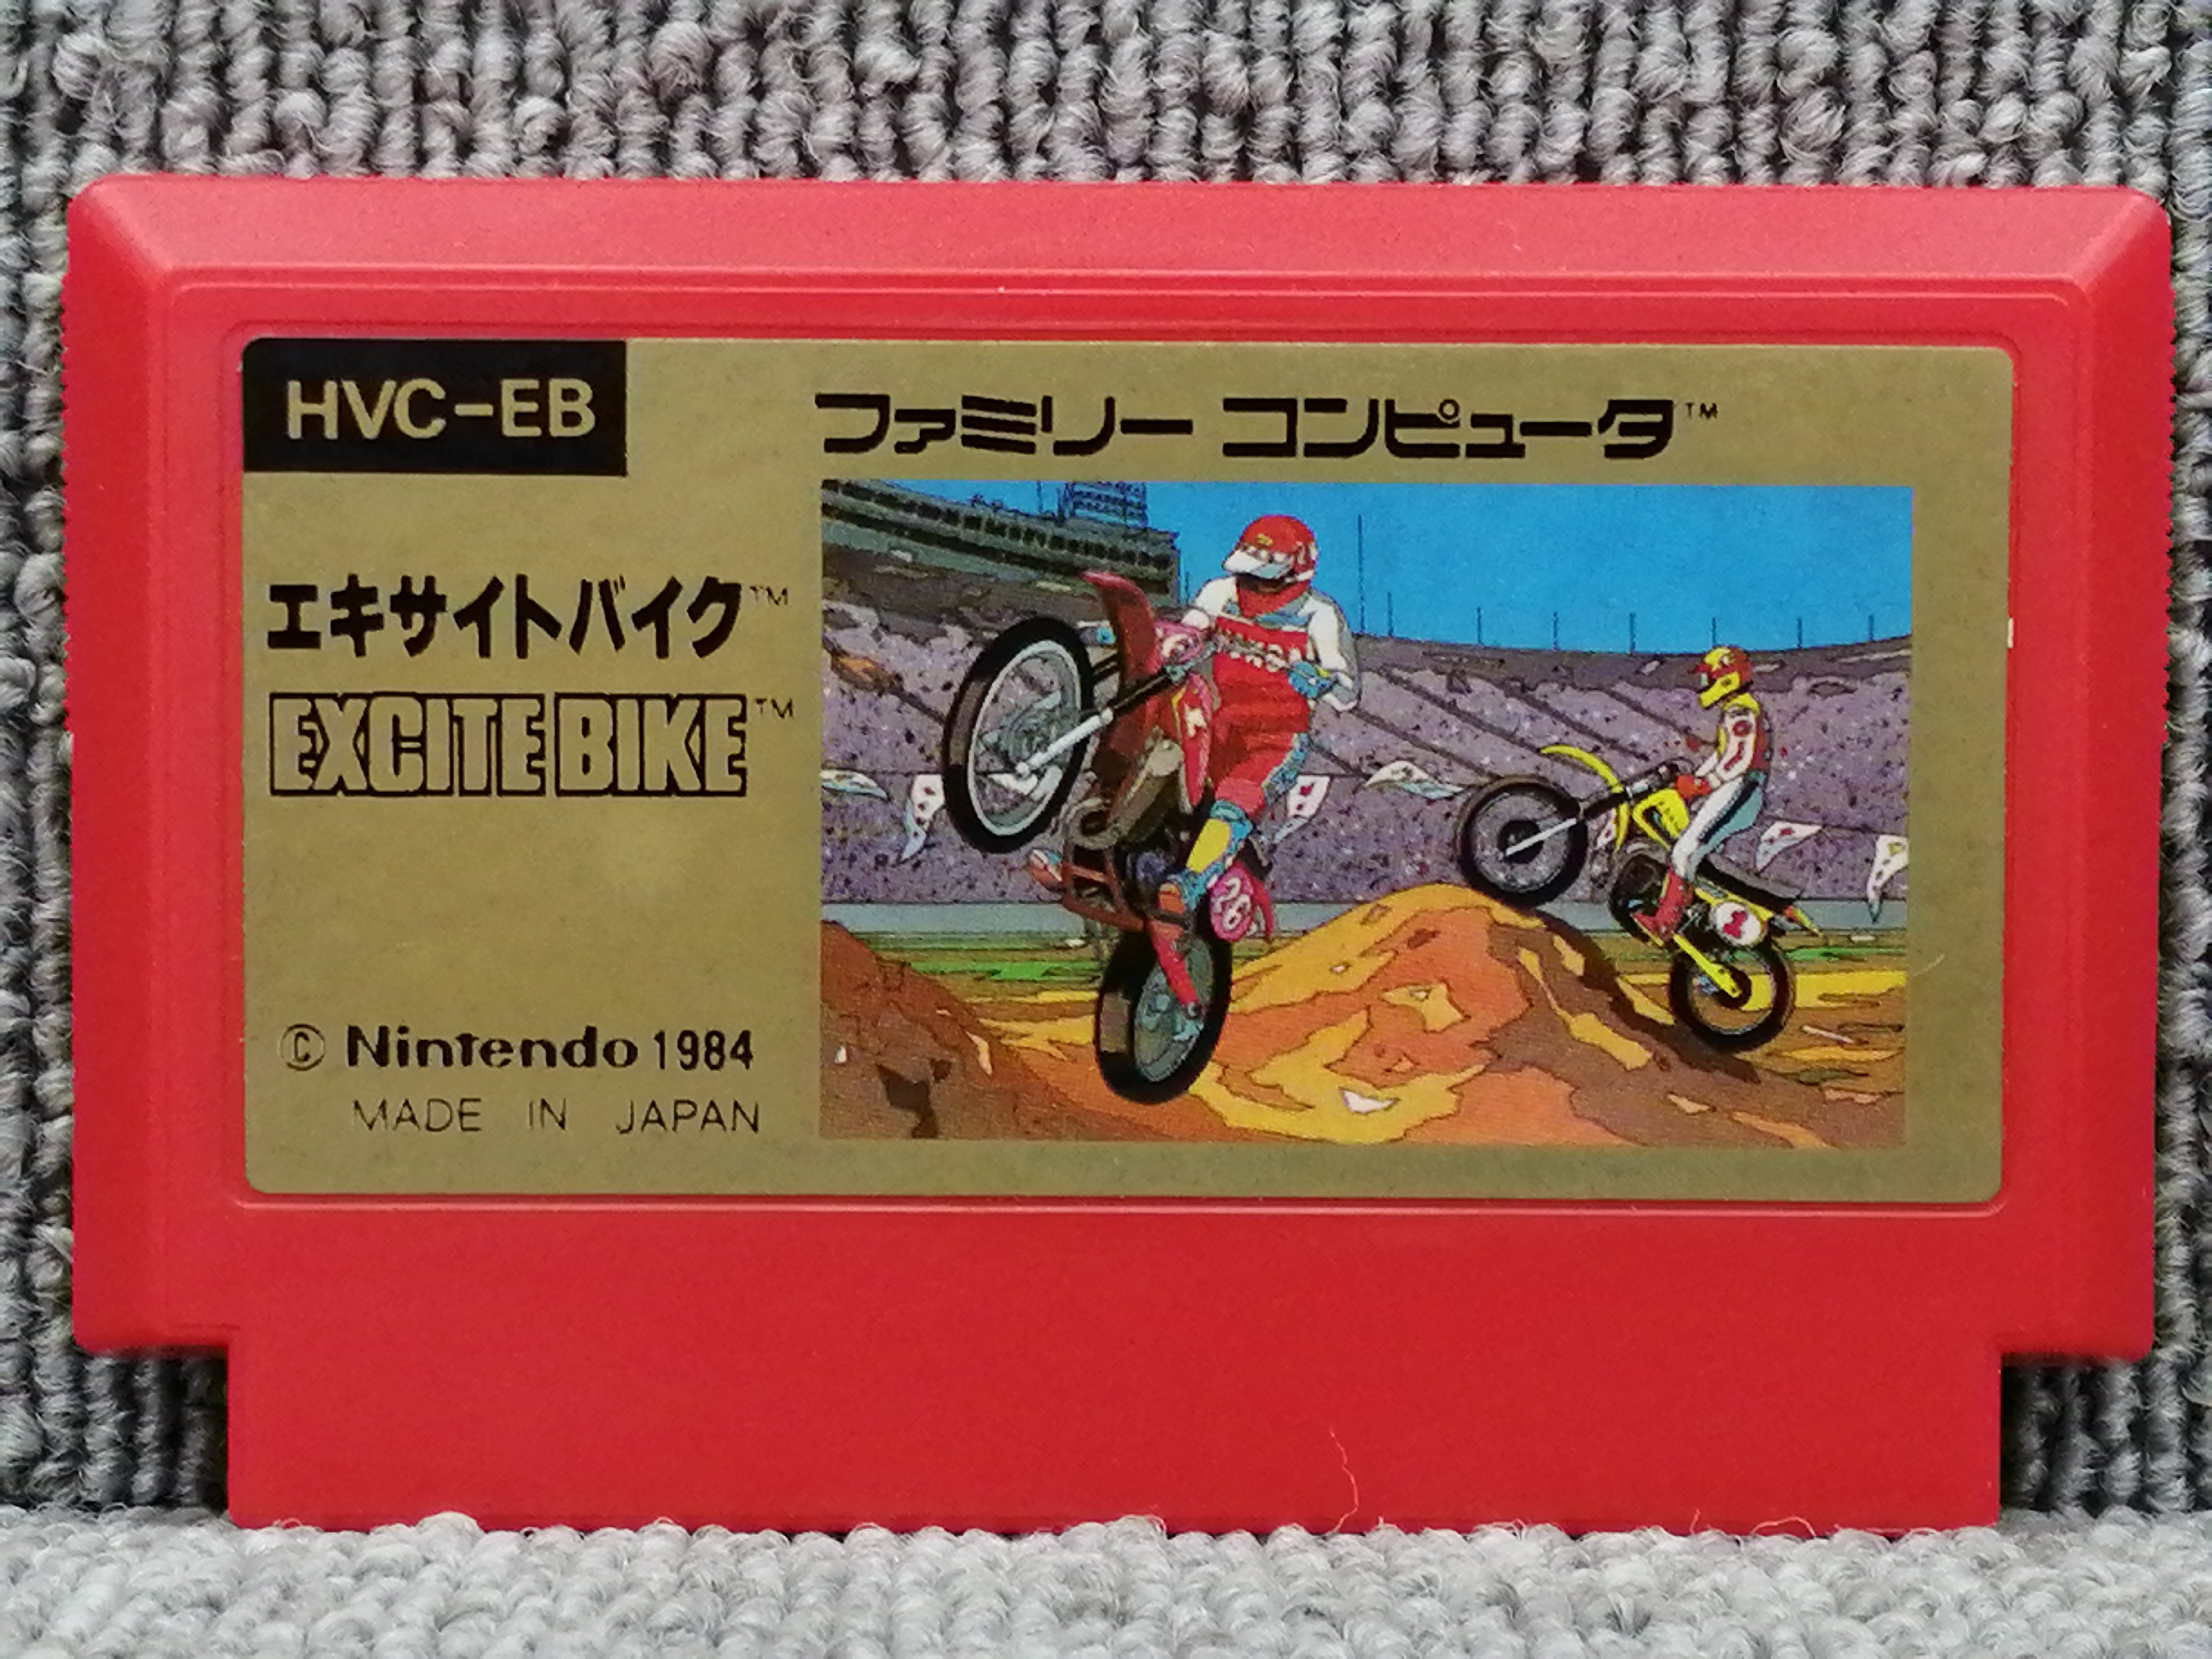 HVC-EB
ファミリー コンピュータ™
エキサイトバイク™
EXCITE BIKE™
© Nintendo 1984
MADE IN JAPAN
26